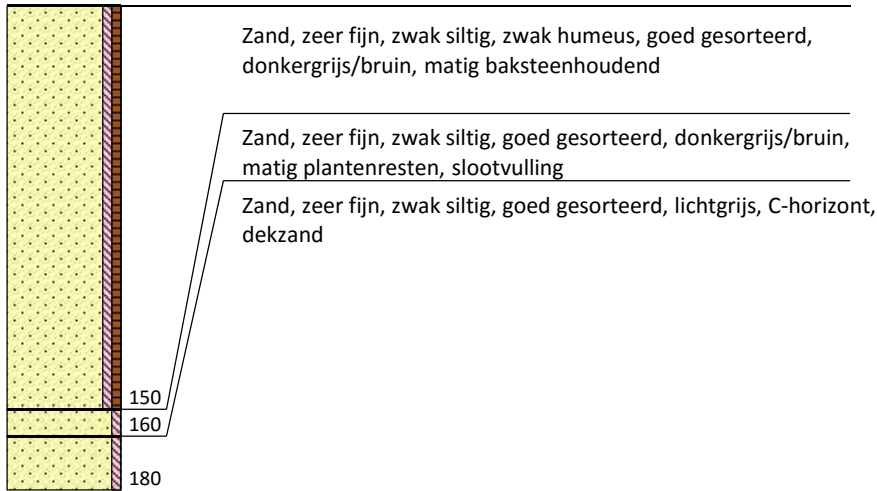 Zand, zeer fijn, zwak siltig, zwak humeus, goed gesorteerd,
donkergrijs/bruin, matig baksteenhoudend
Zand, zeer fijn, zwak siltig, goed gesorteerd, donkergrijs/bruin,
matig plantenresten, slootvulling
Zand, zeer fijn, zwak siltig, goed gesorteerd, lichtgrijs, C-horizont,
dekzand
150
160
180